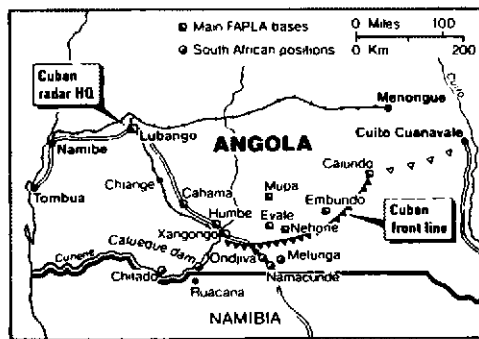 Main FAPLA bases
South African positions
0 Miles 100
0 Km 200
Cuban
radar HQ
Lubango
Menongue
ANGOLA
Cuito
Cuito Cuanavale
Namibe
Caiundo
Tombua
Chiange
Cahama
Mupa
Humbe
Evale
Embundo
Xangongo
Nehone
Cuban
front line
Ondjiva
Melunga
Cunene
Calueque dam
Chitado
Namacunde
Ruacana
NAMIBIA